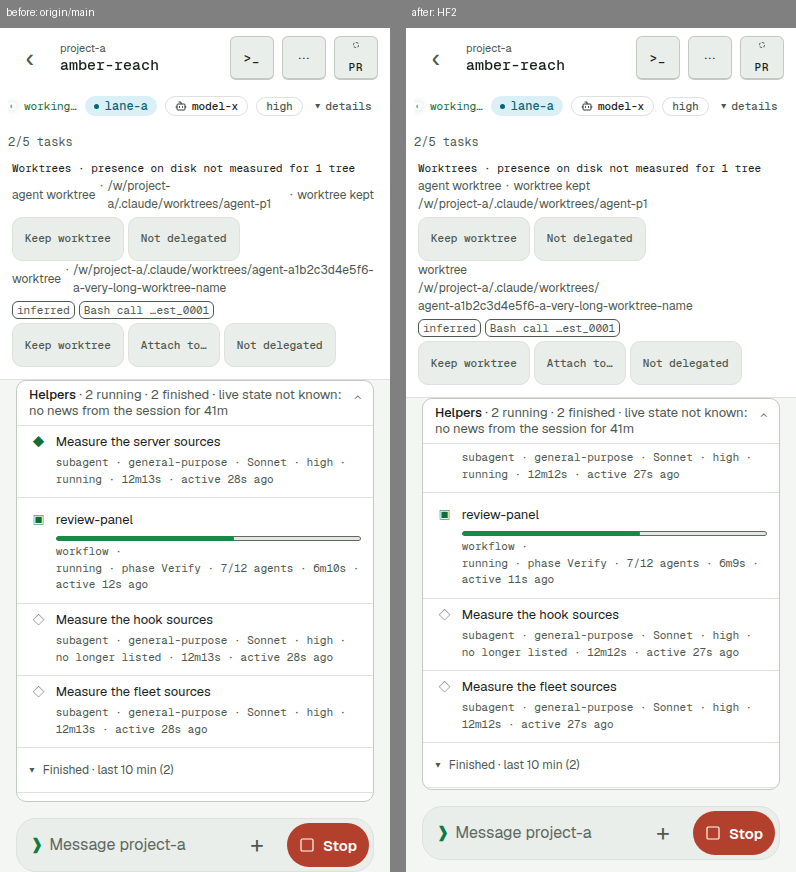 before: origin/main
project-a
amber-reach
>_
...
PR
working…
lane-a
model-x
high
▾ details
2/5 tasks
Worktrees · presence on disk not measured for 1 tree
agent worktree · /w/project-a/.claude/worktrees/agent-p1 · worktree kept
Keep worktree
Not delegated
worktree · /w/project-a/.claude/worktrees/agent-a1b2c3d4e5f6-
a-very-long-worktree-name
inferred
Bash call …est_0001
Keep worktree
Attach to…
Not delegated
Helpers · 2 running · 2 finished · live state not known:
no news from the session for 41m
Measure the server sources
subagent · general-purpose · Sonnet · high ·
running · 12m13s · active 28s ago
review-panel
workflow ·
running · phase Verify · 7/12 agents · 6m10s ·
active 12s ago
Measure the hook sources
subagent · general-purpose · Sonnet · high ·
no longer listed · 12m13s · active 28s ago
Measure the fleet sources
subagent · general-purpose · Sonnet · high ·
12m13s · active 28s ago
▾ Finished · last 10 min (2)
❱ Message project-a
+
Stop
after: HF2
project-a
amber-reach
>_
...
PR
working…
lane-a
model-x
high
▾ details
2/5 tasks
Worktrees · presence on disk not measured for 1 tree
agent worktree · worktree kept
/w/project-a/.claude/worktrees/agent-p1
Keep worktree
Not delegated
worktree
/w/project-a/.claude/worktrees/
agent-a1b2c3d4e5f6-a-very-long-worktree-name
inferred
Bash call …est_0001
Keep worktree
Attach to…
Not delegated
Helpers · 2 running · 2 finished · live state not known:
no news from the session for 41m
subagent · general-purpose · Sonnet · high ·
running · 12m12s · active 27s ago
review-panel
workflow ·
running · phase Verify · 7/12 agents · 6m9s ·
active 11s ago
Measure the hook sources
subagent · general-purpose · Sonnet · high ·
no longer listed · 12m12s · active 27s ago
Measure the fleet sources
subagent · general-purpose · Sonnet · high ·
12m12s · active 27s ago
▾ Finished · last 10 min (2)
❱ Message project-a
+
Stop